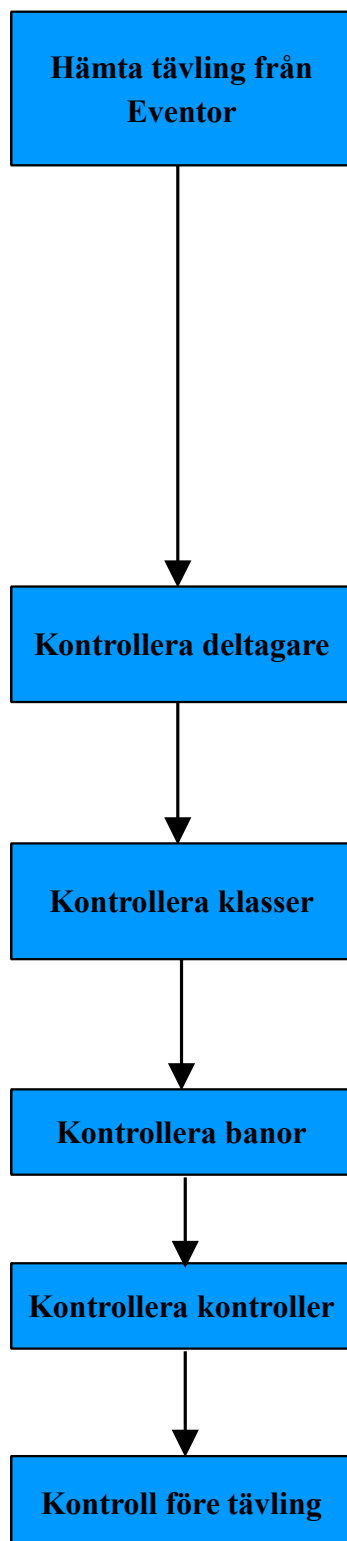 Hämta tävling från
Eventor
Kontrollera deltagare
Kontrollera klasser
Kontrollera banor
Kontrollera kontroller
Kontroll före tävling